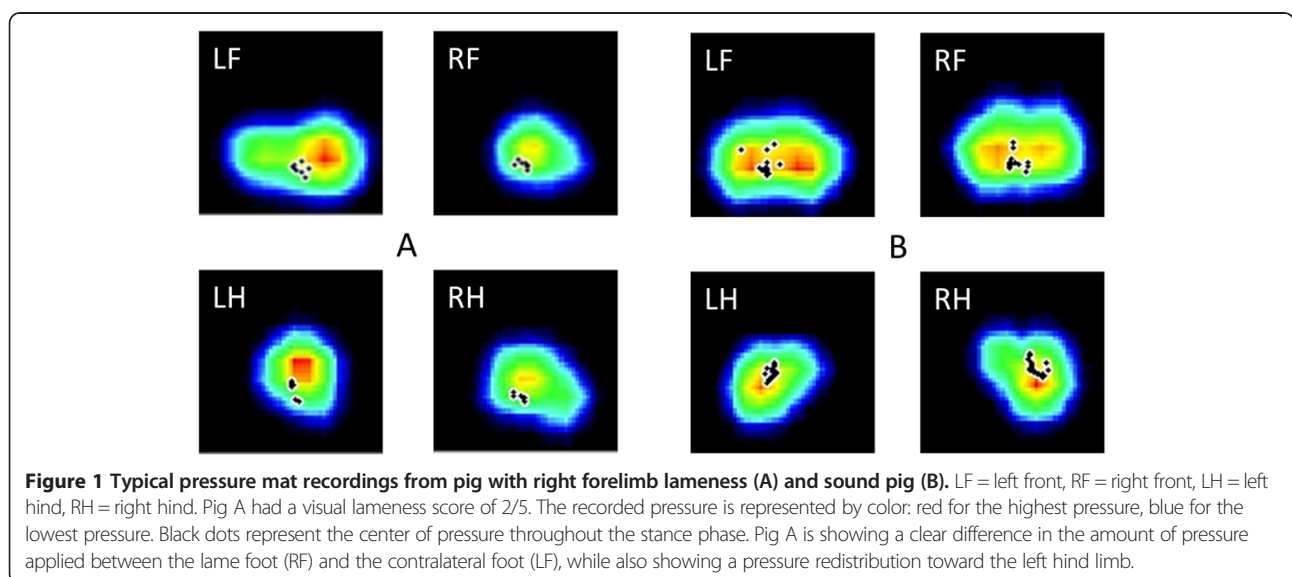 LF RF LF RF
A B
LH RH LH RH
Figure 1 Typical pressure mat recordings from pig with right forelimb lameness (A) and sound pig (B). LF = left front, RF = right front, LH = left
hind, RH = right hind. Pig A had a visual lameness score of 2/5. The recorded pressure is represented by color: red for the highest pressure, blue for the
lowest pressure. Black dots represent the center of pressure throughout the stance phase. Pig A is showing a clear difference in the amount of pressure
applied between the lame foot (RF) and the contralateral foot (LF), while also showing a pressure redistribution toward the left hind limb.